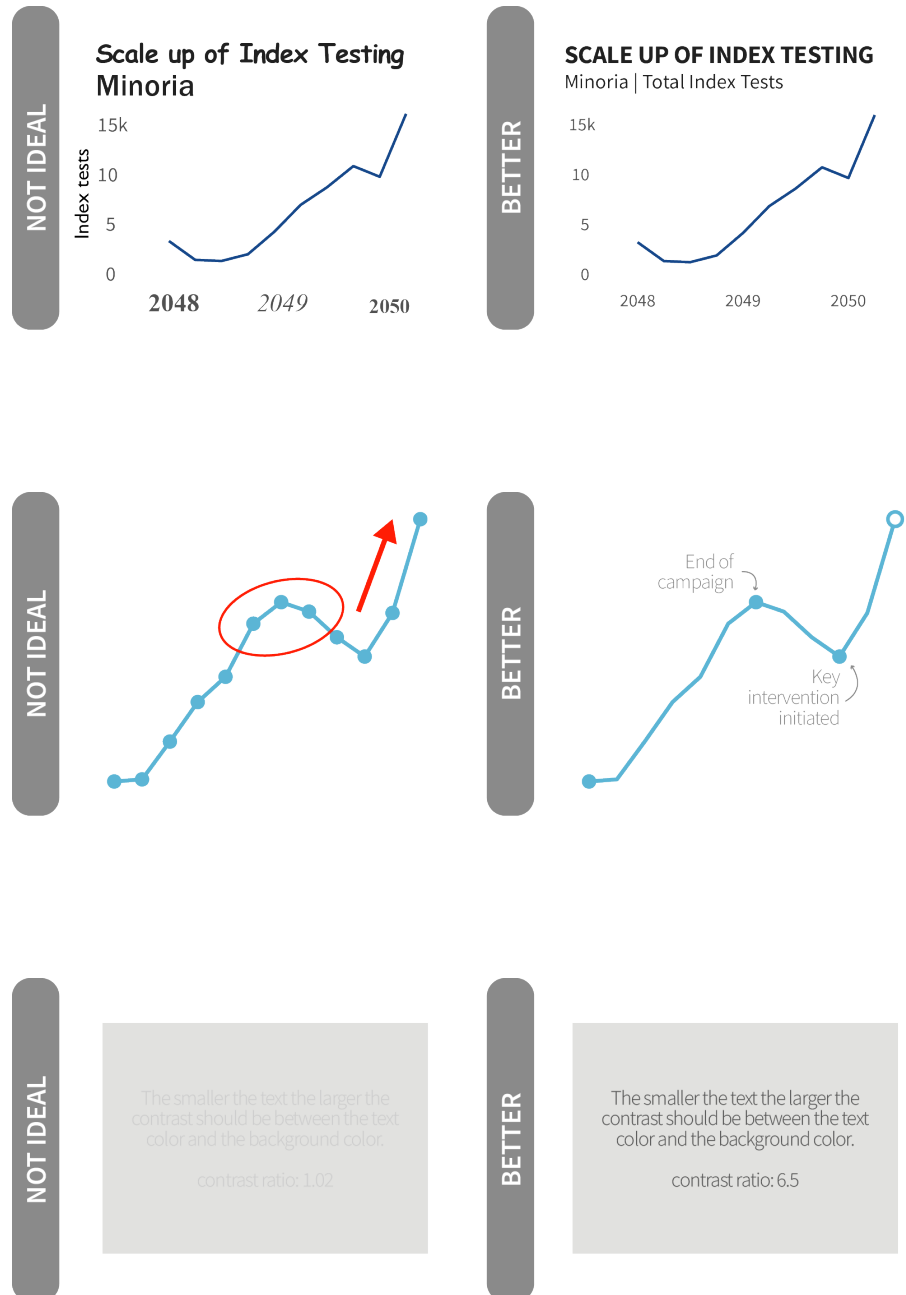 NOT IDEAL
Scale up of Index Testing
Minoria
Index tests
15k
10
5
0
2048 2049 2050
BETTER
SCALE UP OF INDEX TESTING
Minoria | Total Index Tests
15k
10
5
0
2048 2049 2050
NOT IDEAL
BETTER
End of
campaign
Key
intervention
initiated
NOT IDEAL
The smaller the text the larger the
contrast should be between the text
color and the background color.
contrast ratio: 1.02
BETTER
The smaller the text the larger the
contrast should be between the text
color and the background color.
contrast ratio: 6.5